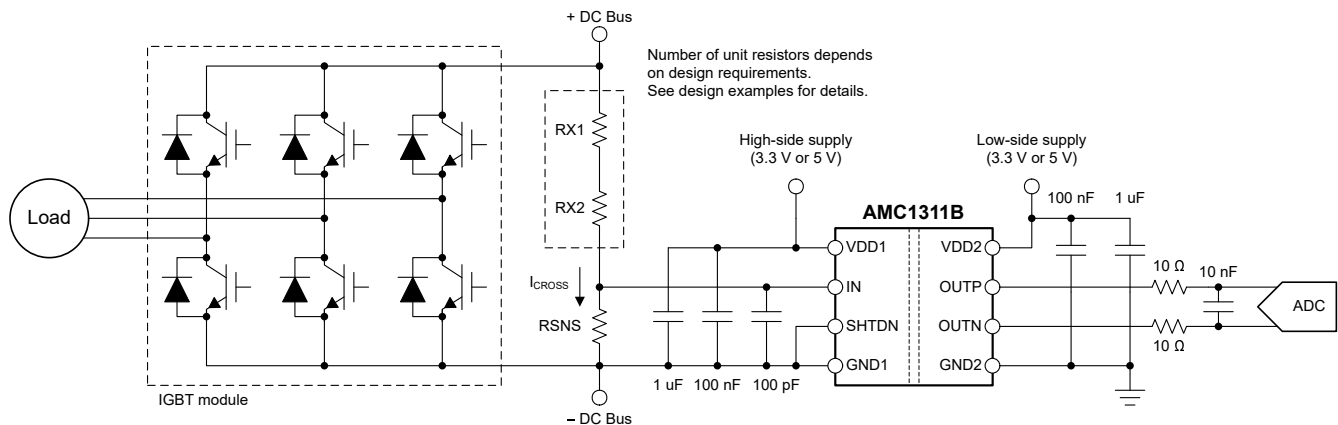 + DC Bus
Number of unit resistors depends
on design requirements.
See design examples for details.
RX1
RX2
High-side supply
(3.3 V or 5 V)
Low-side supply
(3.3 V or 5 V)
100 nF
1 uF
AMC1311B
Load
VDD1
VDD2
IN
OUTP
SHTDN
OUTN
GND1
GND2
10 Ω
10 nF
10 Ω
ADC
ICROSS
RSNS
1 uF
100 nF
100 pF
IGBT module
– DC Bus